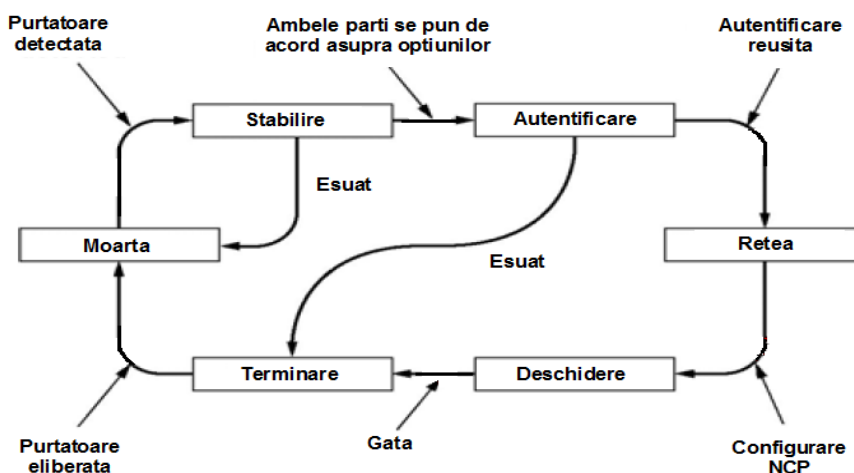 Purtatoare
detectata
Ambele parti se pun de
acord asupra optiunilor
Autentificare
reusita
Stabilire
Autentificare
Esuat
Moarta
Retea
Esuat
Terminare
Deschidere
Purtatoare
eliberata
Gata
Configurare
NCP